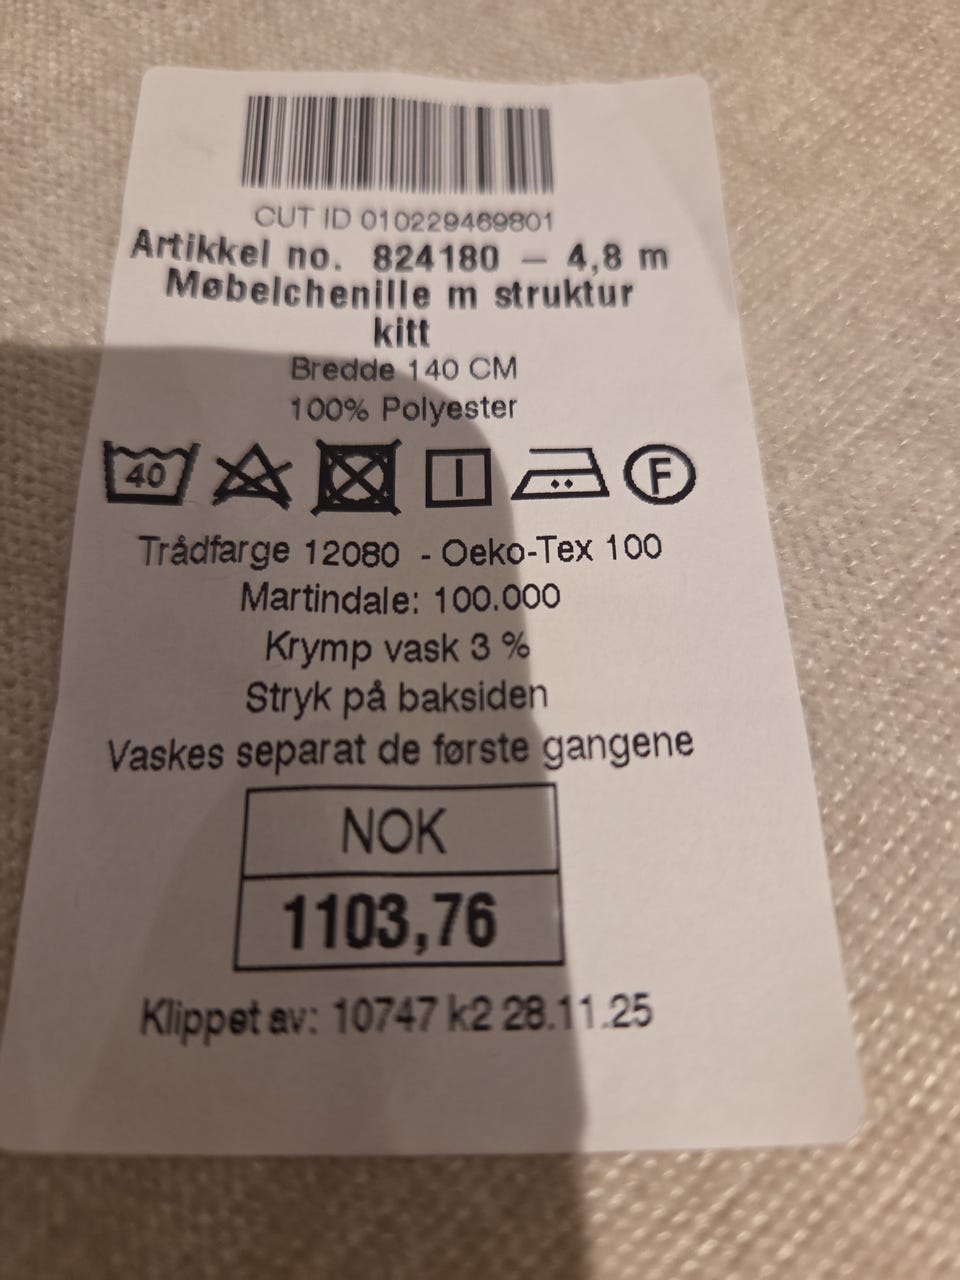 CUT ID 010229469801
Artikkel no. 824180 – 4,8 m
Møbelchenille m struktur
kitt
Bredde 140 CM
100% Polyester
40 F
Trådfarge 12080 - Oeko-Tex 100
Martindale: 100.000
Krymp vask 3 %
Stryk på baksiden
Vaskes separat de første gangene
NOK
1103,76
Klippet av: 10747 k2 28.11.25